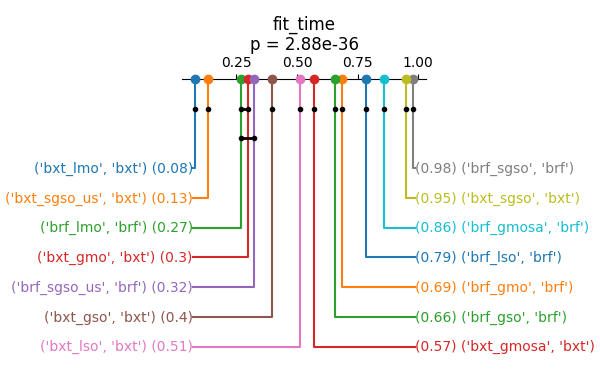 fit_time
p = 2.88e-36
0.25 0.50 0.75 1.00
('bxt_lmo', 'bxt') (0.08) (0.98) ('brf_sgso', 'brf')
('bxt_sgso_us', 'bxt') (0.13) (0.95) ('bxt_sgso', 'bxt')
('brf_lmo', 'brf') (0.27) (0.86) ('brf_gmosa', 'brf')
('bxt_gmo', 'bxt') (0.3) (0.79) ('brf_lso', 'brf')
('brf_sgso_us', 'brf') (0.32) (0.69) ('brf_gmo', 'brf')
('bxt_gso', 'bxt') (0.4) (0.66) ('brf_gso', 'brf')
('bxt_lso', 'bxt') (0.51) (0.57) ('bxt_gmosa', 'bxt')